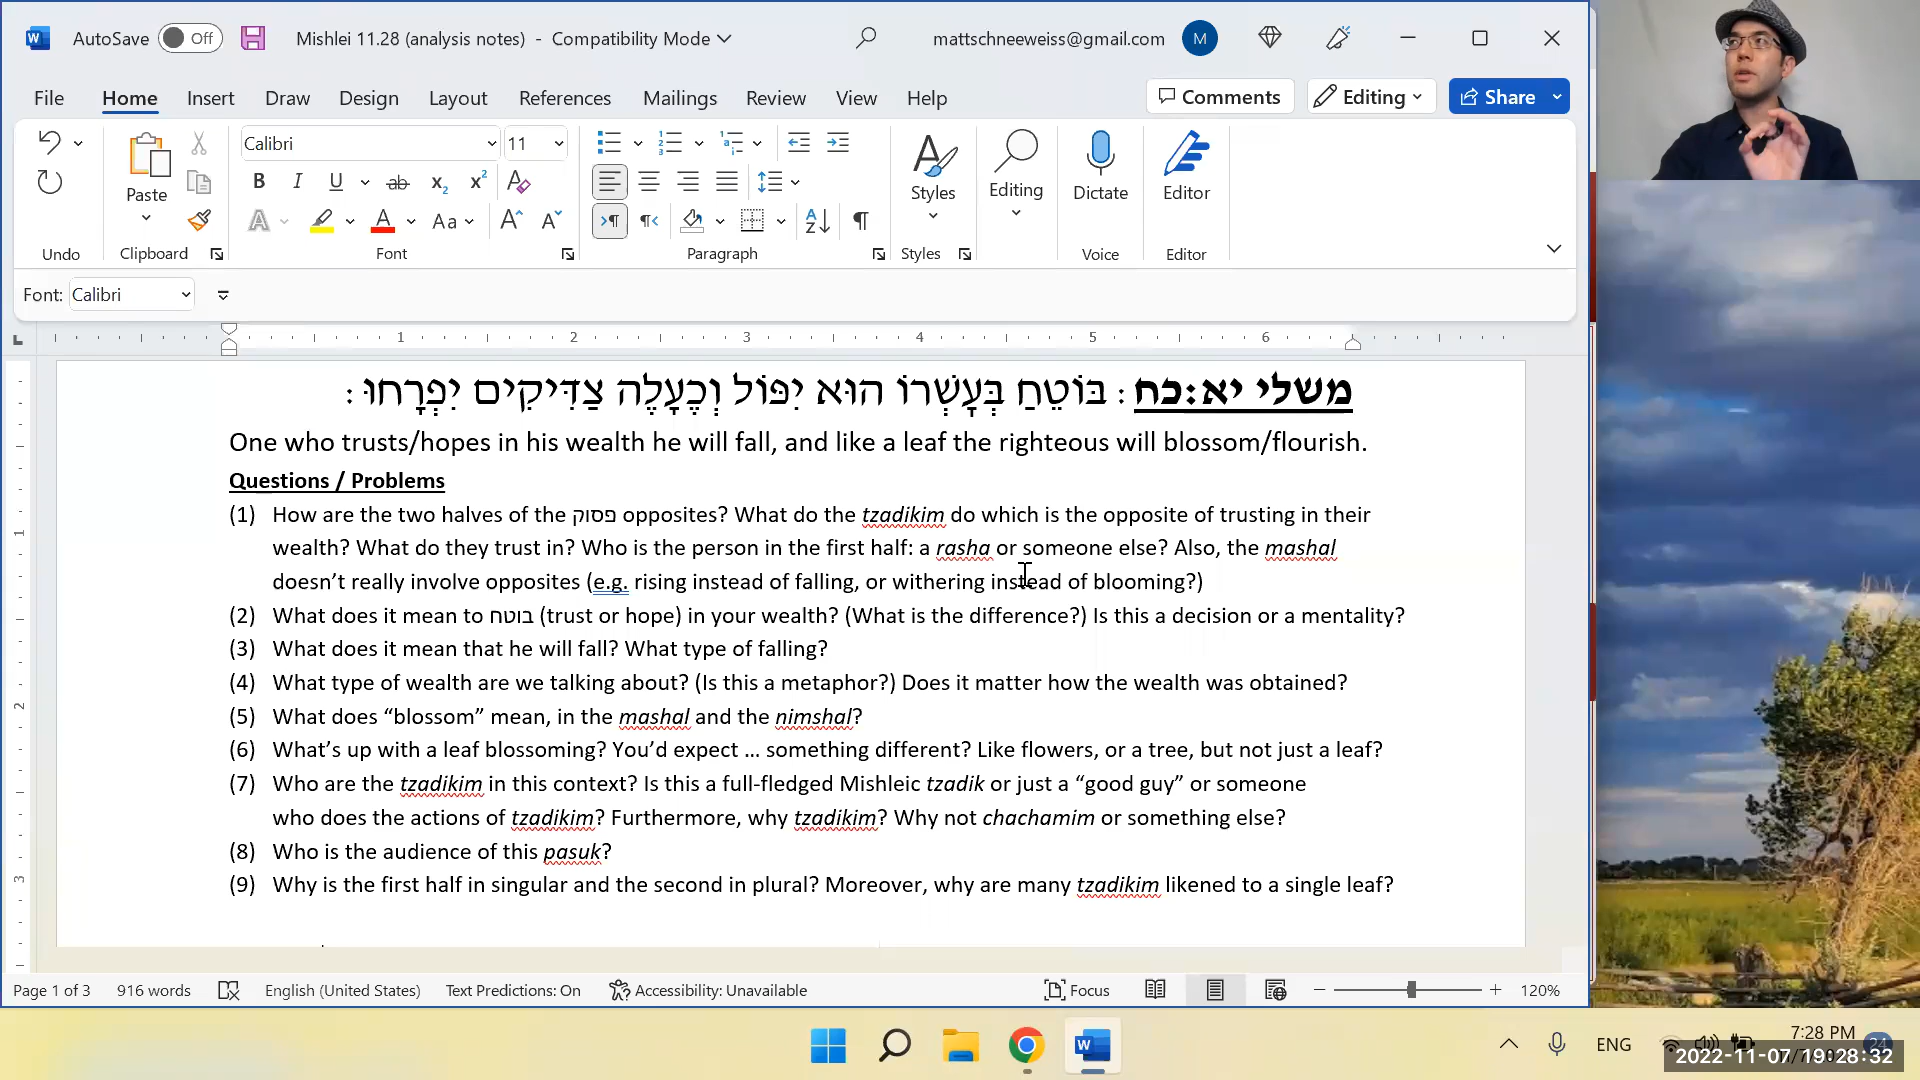 AutoSave Off Mishlei 11.28 (analysis notes) - Compatibility Mode mattschneeweiss@gmail.com M
File Home Insert Draw Design Layout References Mailings Review View Help Comments Editing Share
Calibri 11
Paste Styles Editing Dictate Editor
B I U ab x2 x2 A
A A Aa A A
Undo Clipboard Font Paragraph Styles Voice Editor
Font: Calibri
1 2 3 4 5 6
משלי יא:כח: בּוֹטֵחַ בְּעָשְׁרוֹ הוּא יִפּוֹל וְכֶעָלֶה צַדִּיקִים יִפְרָחוּ:
One who trusts/hopes in his wealth he will fall, and like a leaf the righteous will blossom/flourish.
Questions / Problems
(1) How are the two halves of the פסוק opposites? What do the tzadikim do which is the opposite of trusting in their
wealth? What do they trust in? Who is the person in the first half: a rasha or someone else? Also, the mashal
doesn’t really involve opposites (e.g. rising instead of falling, or withering instead of blooming?)
(2) What does it mean to בוטח (trust or hope) in your wealth? (What is the difference?) Is this a decision or a mentality?
(3) What does it mean that he will fall? What type of falling?
(4) What type of wealth are we talking about? (Is this a metaphor?) Does it matter how the wealth was obtained?
(5) What does “blossom” mean, in the mashal and the nimshal?
(6) What’s up with a leaf blossoming? You’d expect … something different? Like flowers, or a tree, but not just a leaf?
(7) Who are the tzadikim in this context? Is this a full-fledged Mishleic tzadik or just a “good guy” or someone
who does the actions of tzadikim? Furthermore, why tzadikim? Why not chachamim or something else?
(8) Who is the audience of this pasuk?
(9) Why is the first half in singular and the second in plural? Moreover, why are many tzadikim likened to a single leaf?
1
2
3
Page 1 of 3 916 words English (United States) Text Predictions: On Accessibility: Unavailable Focus 120%
ENG 7:28 PM 24
2022-11-07 19:28:32